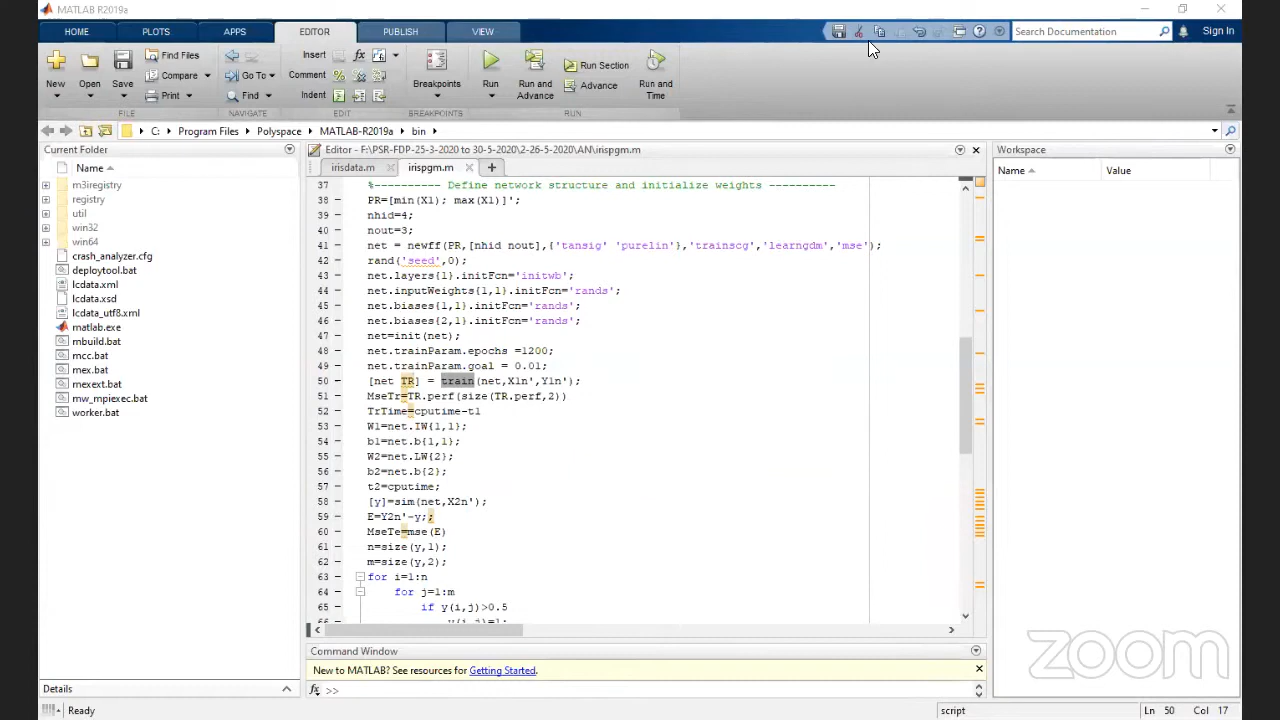 MATLAB R2019a
HOME PLOTS APPS EDITOR PUBLISH VIEW
Search Documentation Sign In
New Open Save
Find Files
Compare
Print
FILE
Go To
Find
NAVIGATE
Insert
Comment
Indent
EDIT
Breakpoints
BREAKPOINTS
Run
Run and
Advance
Run Section
Advance
Run and
Time
RUN
C: Program Files Polyspace MATLAB-R2019a bin
Current Folder
Name
m3iregistry
registry
util
win32
win64
crash_analyzer.cfg
deploytool.bat
lcdata.xml
lcdata.xsd
lcdata_utf8.xml
matlab.exe
mbuild.bat
mcc.bat
mex.bat
mexext.bat
mw_mpiexec.bat
worker.bat
Details
Editor - F:\PSR-FDP-25-3-2020 to 30-5-2020\2-26-5-2020\AN\irispgm.m
irisdata.m irispgm.m
37 %---------- Define network structure and initialize weights ----------
38 PR=[min(X1); max(X1)]';
39 nhid=4;
40 nout=3;
41 net = newff(PR,[nhid nout],{'tansig' 'purelin'},'trainscg','learngdm','mse');
42 rand('seed',0);
43 net.layers{1}.initFcn='initwb';
44 net.inputWeights{1,1}.initFcn='rands';
45 net.biases{1,1}.initFcn='rands';
46 net.biases{2,1}.initFcn='rands';
47 net=init(net);
48 net.trainParam.epochs =1200;
49 net.trainParam.goal = 0.01;
50 [net TR] = train(net,X1n',Y1n');
51 MseTr=TR.perf(size(TR.perf,2))
52 TrTime=cputime-t1
53 W1=net.IW{1,1};
54 b1=net.b{1,1};
55 W2=net.LW{2};
56 b2=net.b{2};
57 t2=cputime;
58 [y]=sim(net,X2n');
59 E=Y2n'-y;;
60 MseTe=mse(E)
61 n=size(y,1);
62 m=size(y,2);
63 for i=1:n
64 for j=1:m
65 if y(i,j)>0.5
66 y(i,j)=1;
Command Window
New to MATLAB? See resources for Getting Started.
fx >>
Workspace
Name Value
zoom
Ready
script
Ln 50 Col 17